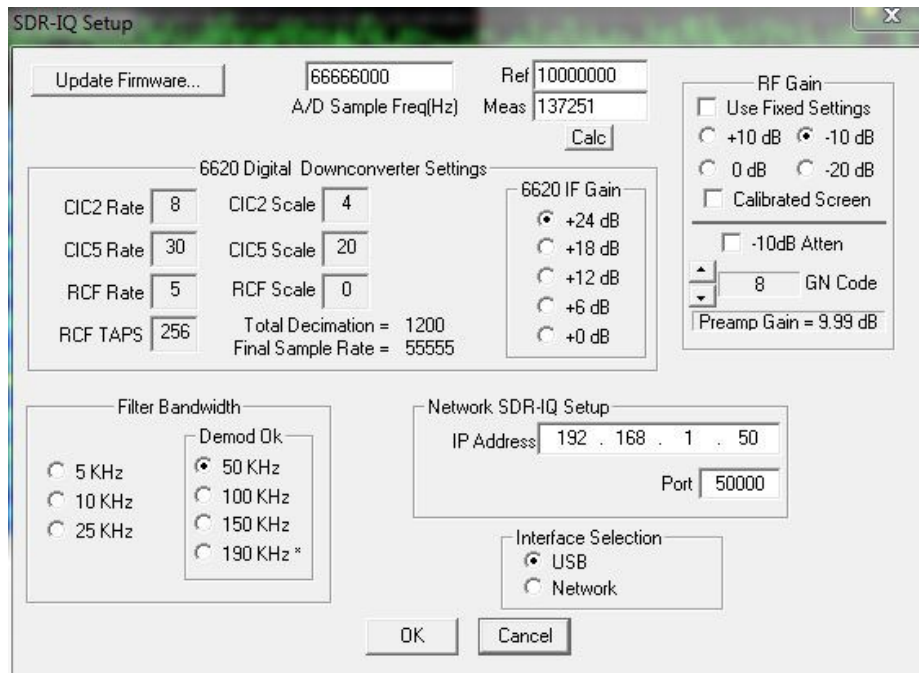 SDR-IQ Setup
X
Update Firmware...
66666000
A/D Sample Freq(Hz)
Ref 10000000
Meas 137251
Calc
RF Gain
Use Fixed Settings
+10 dB -10 dB
0 dB -20 dB
Calibrated Screen
-10dB Atten
8 GN Code
Preamp Gain = 9.99 dB
6620 Digital Downconverter Settings
CIC2 Rate 8 CIC2 Scale 4
CIC5 Rate 30 CIC5 Scale 20
RCF Rate 5 RCF Scale 0
RCF TAPS 256
Total Decimation = 1200
Final Sample Rate = 55555
6620 IF Gain
+24 dB
+18 dB
+12 dB
+6 dB
+0 dB
Filter Bandwidth
5 KHz
10 KHz
25 KHz
Demod Ok
50 KHz
100 KHz
150 KHz
190 KHz *
Network SDR-IQ Setup
IP Address 192 . 168 . 1 . 50
Port 50000
Interface Selection
USB
Network
OK
Cancel